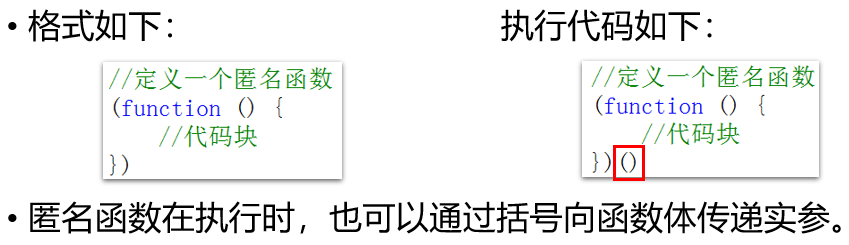 • 格式如下：
//定义一个匿名函数
(function () {
//代码块
})
执行代码如下：
//定义一个匿名函数
(function () {
//代码块
})()
• 匿名函数在执行时，也可以通过括号向函数体传递实参。